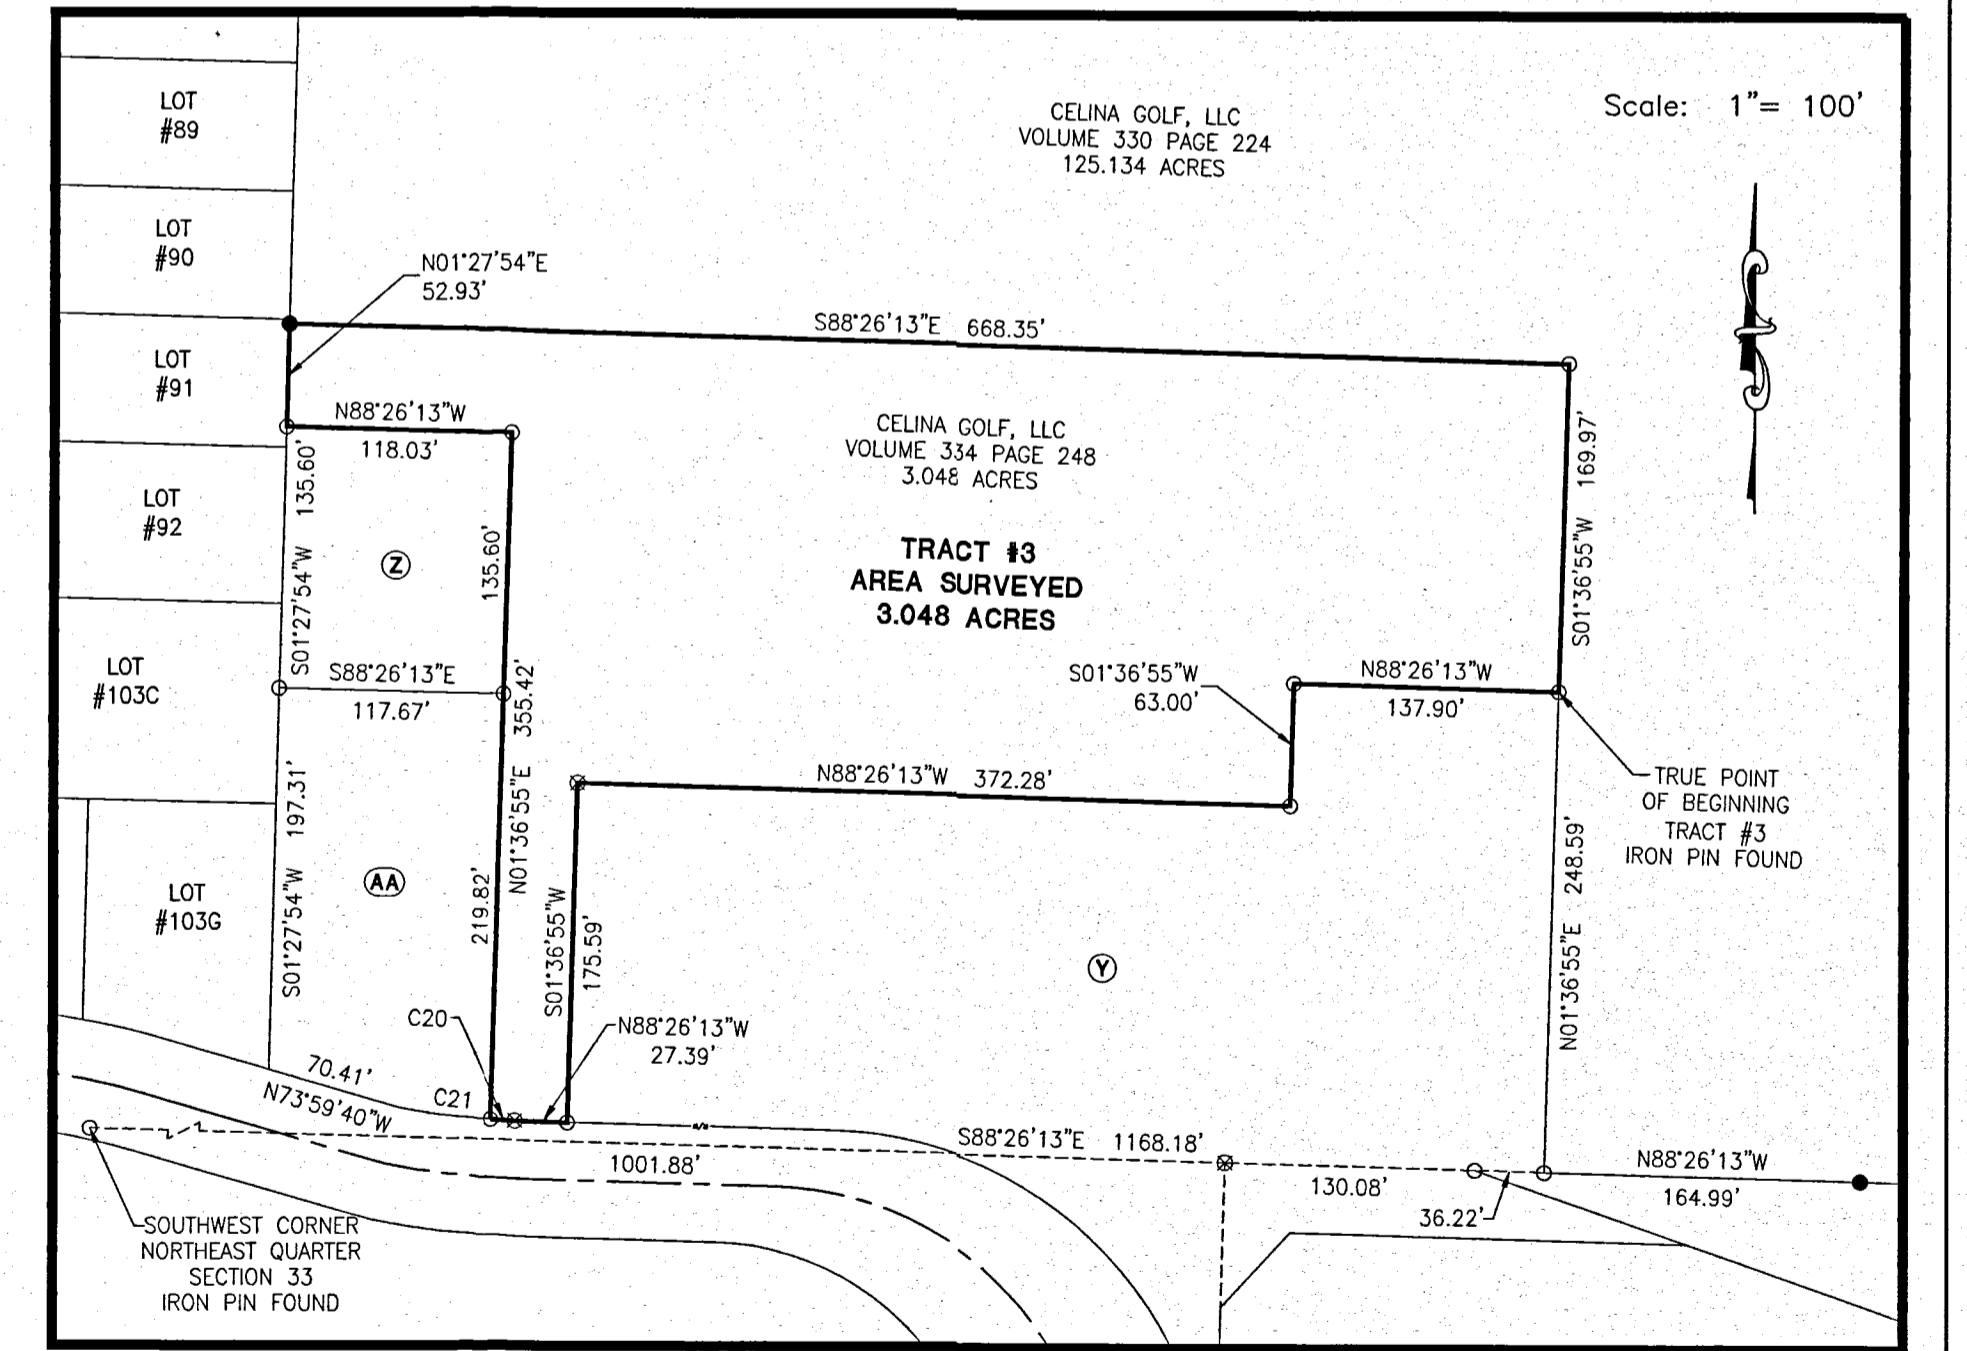 LOT
#89
CELINA GOLF, LLC
VOLUME 330 PAGE 224
125.134 ACRES
Scale: 1"= 100'
LOT
#90
N01°27'54"E
52.93'
S88°26'13"E 668.35'
LOT
#91
N88°26'13"W
118.03'
CELINA GOLF, LLC
VOLUME 334 PAGE 248
3.048 ACRES
S01°36'55"W 169.97'
LOT
#92
S01°27'54"W 135.60'
Z
135.60'
TRACT #3
AREA SURVEYED
3.048 ACRES
LOT
#103C
S88°26'13"E
117.67'
N01°36'55"E 355.42'
S01°36'55"W
63.00'
N88°26'13"W
137.90'
N88°26'13"W 372.28'
TRUE POINT
OF BEGINNING
TRACT #3
IRON PIN FOUND
LOT
#103G
S01°27'54"W 197.31'
AA
219.82'
S01°36'55"W
175.59'
Y
N01°36'55"E 248.59'
C20
N88°26'13"W
27.39'
70.41'
N73°59'40"W
C21
S88°26'13"E 1168.18'
1001.88'
130.08'
36.22'
N88°26'13"W
164.99'
SOUTHWEST CORNER
NORTHEAST QUARTER
SECTION 33
IRON PIN FOUND